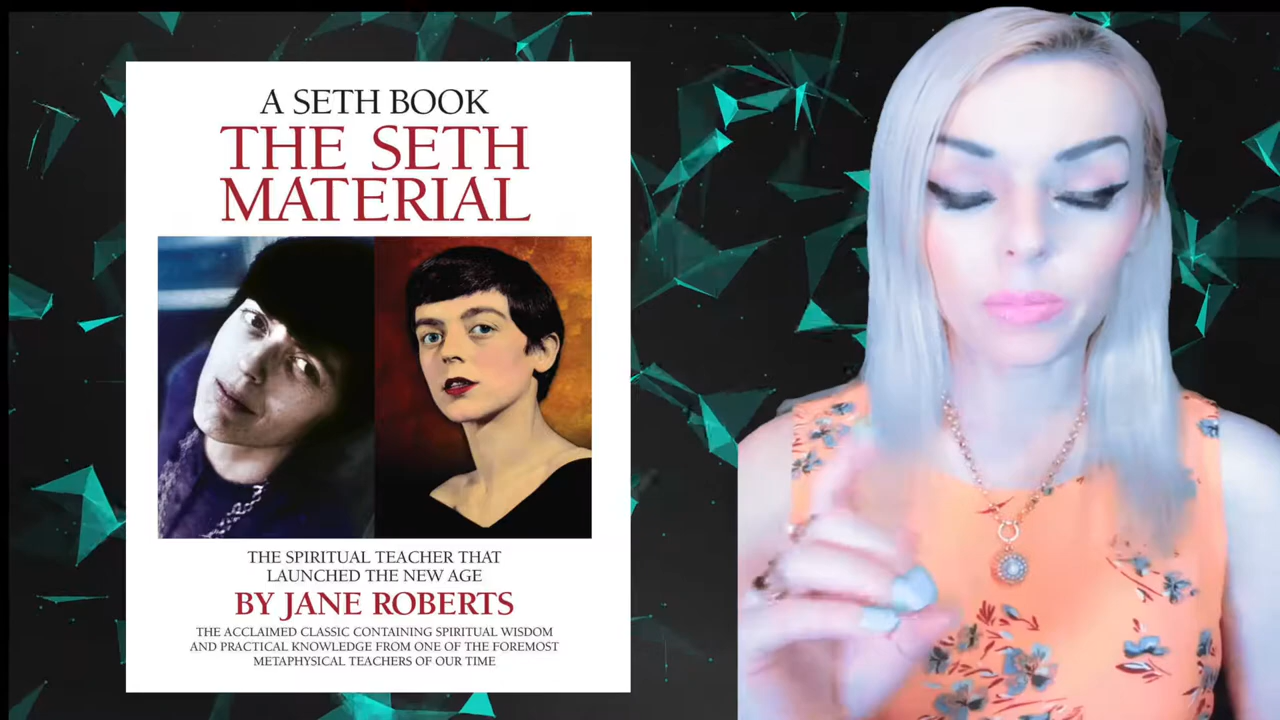 A SETH BOOK
THE SETH
MATERIAL
THE SPIRITUAL TEACHER THAT
LAUNCHED THE NEW AGE
BY JANE ROBERTS
THE ACCLAIMED CLASSIC CONTAINING SPIRITUAL WISDOM
AND PRACTICAL KNOWLEDGE FROM ONE OF THE FOREMOST
METAPHYSICAL TEACHERS OF OUR TIME